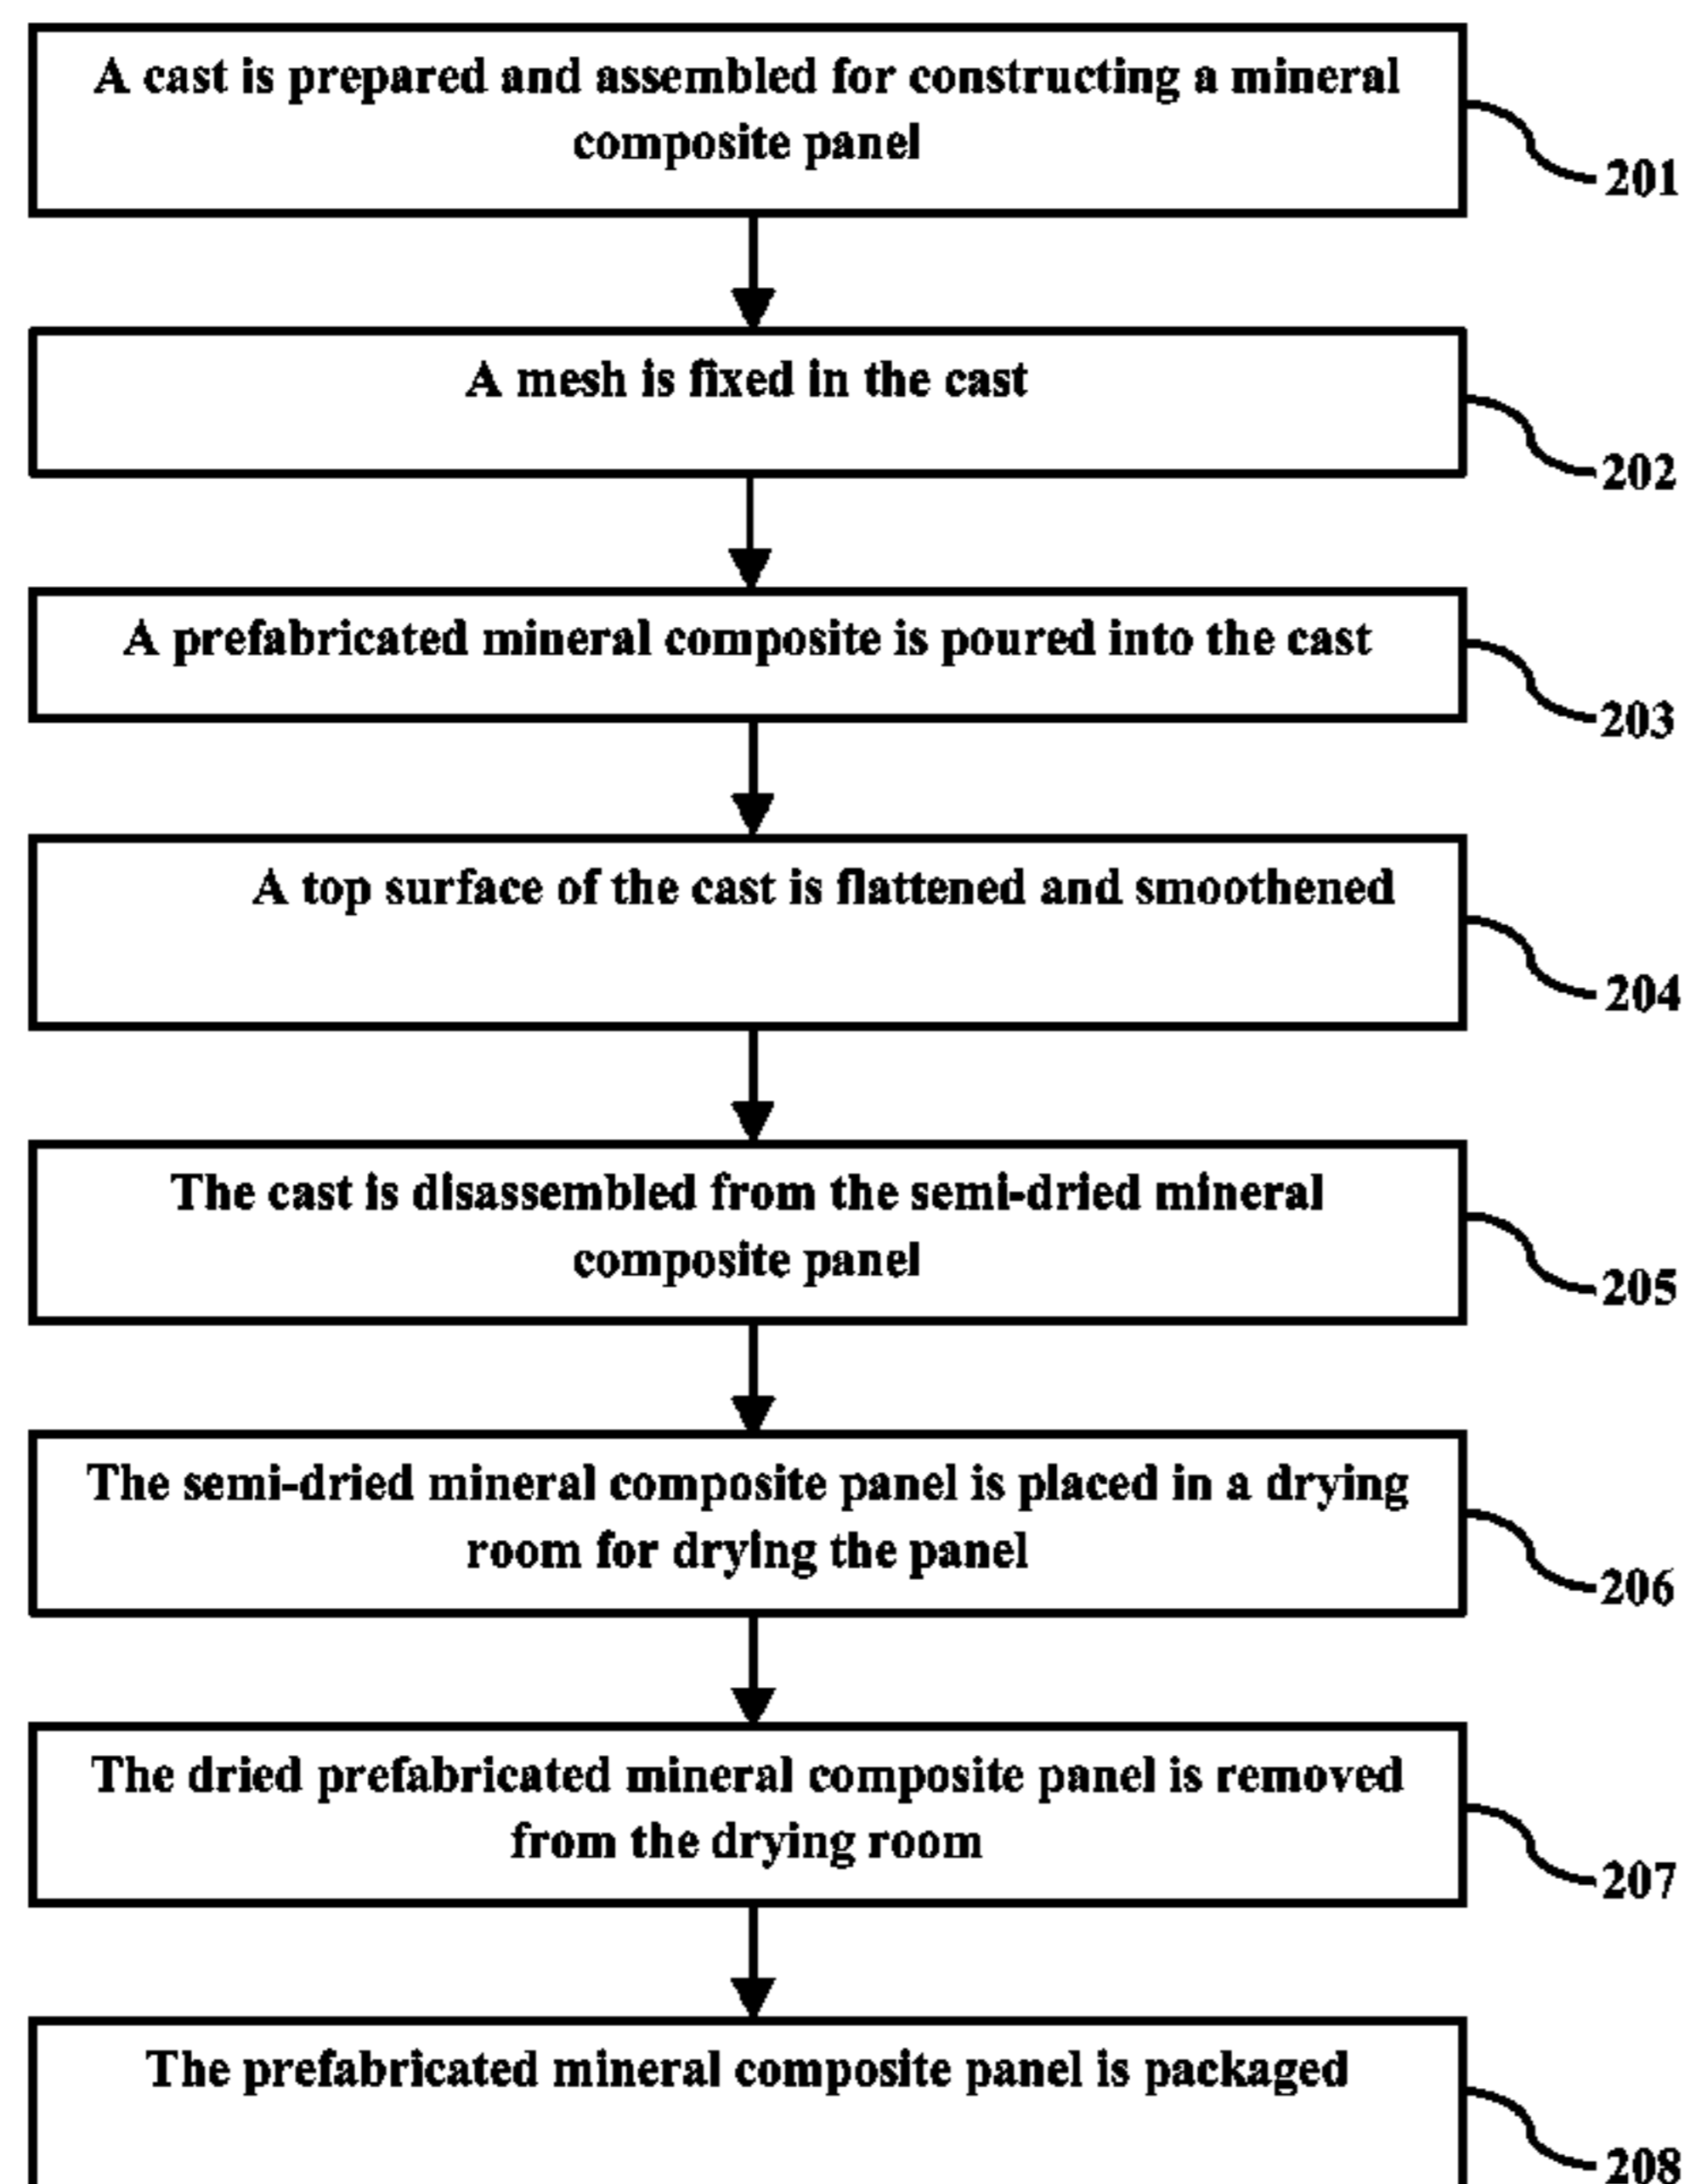 A cast is prepared and assembled for constructing a mineral
composite panel
201
A mesh is fixed in the cast
202
A prefabricated mineral composite is poured into the cast
203
A top surface of the cast is flattened and smoothened
204
The cast is disassembled from the semi-dried mineral
composite panel
205
The semi-dried mineral composite panel is placed in a drying
room for drying the panel
206
The dried prefabricated mineral composite panel is removed
from the drying room
207
The prefabricated mineral composite panel is packaged
208